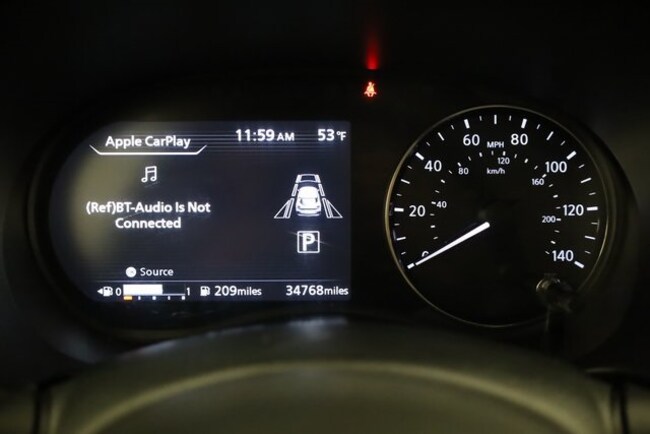 Apple CarPlay
11:59 AM
53 °F
(Ref)BT-Audio Is Not
Connected
P
Source
0
1
209miles
34768miles
MPH
km/h
0
20
40
60
80
100
120
140
40
80
120
160
200